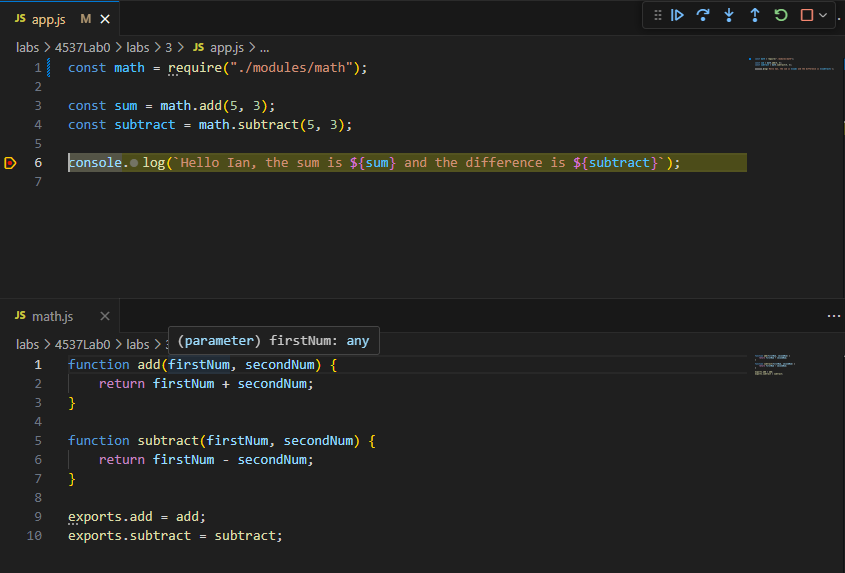 JS app.js M ×
labs > 4537Lab0 > labs > 3 > JS app.js > ...
1 const math = require("./modules/math");
2
3 const sum = math.add(5, 3);
4 const subtract = math.subtract(5, 3);
5
6 console. log(`Hello Ian, the sum is ${sum} and the difference is ${subtract}`);
7
JS math.js ×
labs > 4537Lab0 > labs > 3
(parameter) firstNum: any
1 function add(firstNum, secondNum) {
2 return firstNum + secondNum;
3 }
4
5 function subtract(firstNum, secondNum) {
6 return firstNum - secondNum;
7 }
8
9 exports.add = add;
10 exports.subtract = subtract;